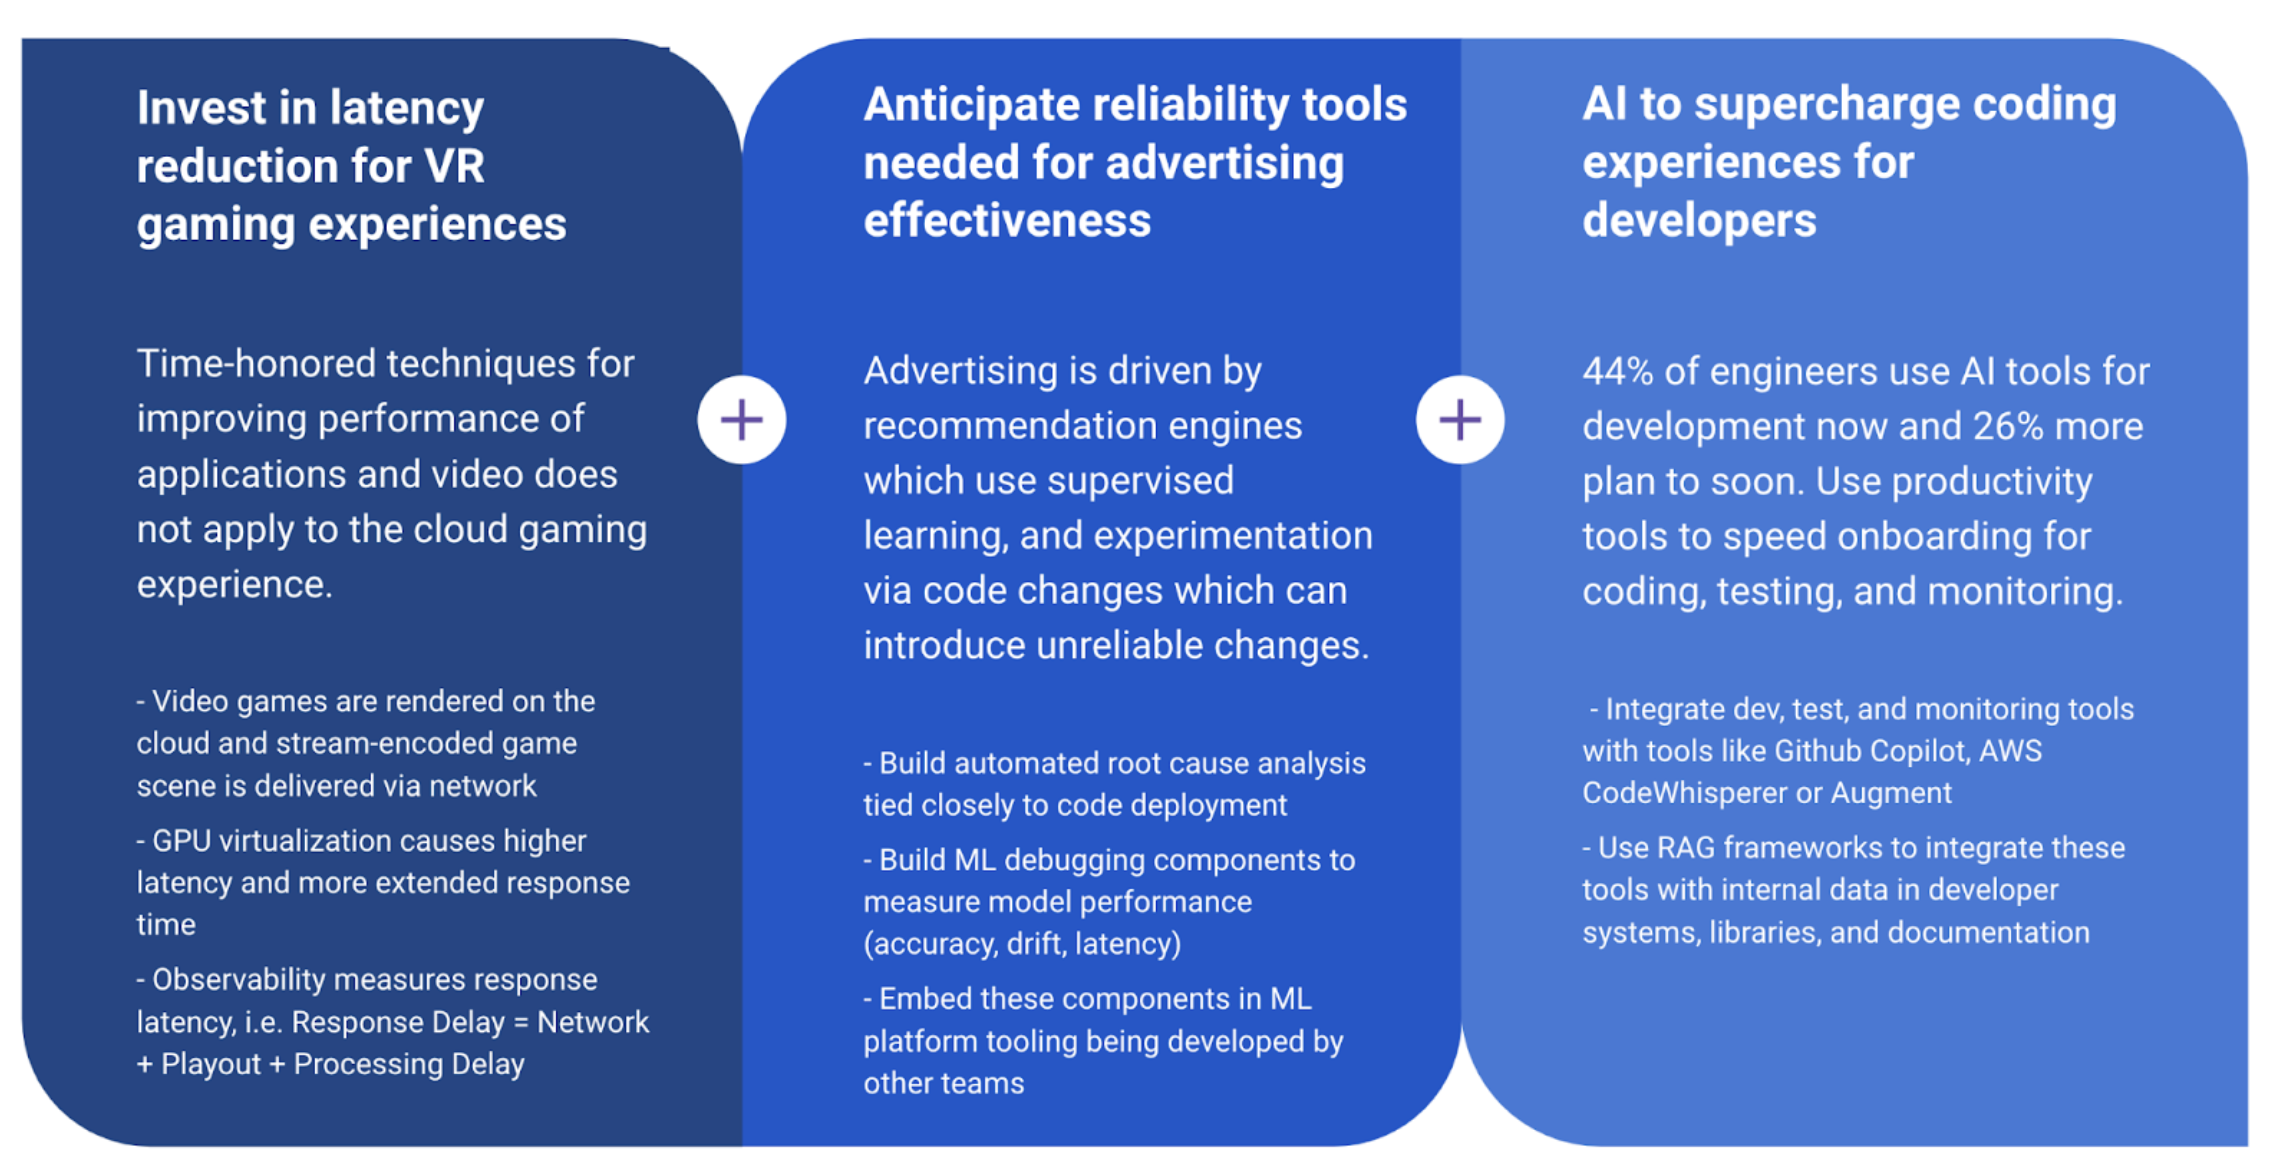 Invest in latency
reduction for VR
gaming experiences
Time-honored techniques for
improving performance of
applications and video does
not apply to the cloud gaming
experience.
- Video games are rendered on the
cloud and stream-encoded game
scene is delivered via network
- GPU virtualization causes higher
latency and more extended response
time
- Observability measures response
latency, i.e. Response Delay = Network
+ Playout + Processing Delay
+
Anticipate reliability tools
needed for advertising
effectiveness
Advertising is driven by
recommendation engines
which use supervised
learning, and experimentation
via code changes which can
introduce unreliable changes.
- Build automated root cause analysis
tied closely to code deployment
- Build ML debugging components to
measure model performance
(accuracy, drift, latency)
- Embed these components in ML
platform tooling being developed by
other teams
+
AI to supercharge coding
experiences for
developers
44% of engineers use AI tools for
development now and 26% more
plan to soon. Use productivity
tools to speed onboarding for
coding, testing, and monitoring.
- Integrate dev, test, and monitoring tools
with tools like Github Copilot, AWS
CodeWhisperer or Augment
- Use RAG frameworks to integrate these
tools with internal data in developer
systems, libraries, and documentation